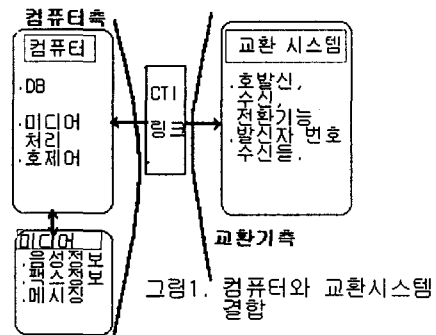 컴퓨터측
컴퓨터
.DB
.미디어
처리
.호제어
CTI
링크
교환 시스템
.호발신,
수신,
전환기능
.발신자 번호
수신등.
미디어
.음성정보
.팩스정보
.메시징
교환기측
그림1. 컴퓨터와 교환시스템
결합